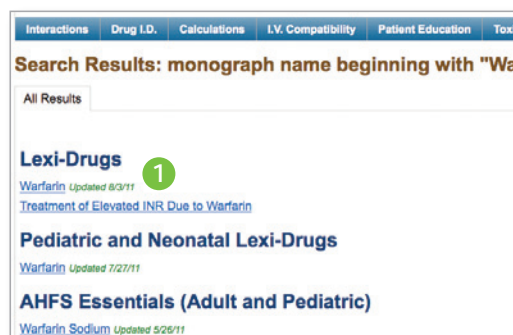 Interactions Drug I.D. Calculations I.V. Compatibility Patient Education Tox
Search Results: monograph name beginning with "Wa
All Results
Lexi-Drugs
Warfarin Updated 6/3/11 1
Treatment of Elevated INR Due to Warfarin
Pediatric and Neonatal Lexi-Drugs
Warfarin Updated 7/27/11
AHFS Essentials (Adult and Pediatric)
Warfarin Sodium Updated 5/26/11